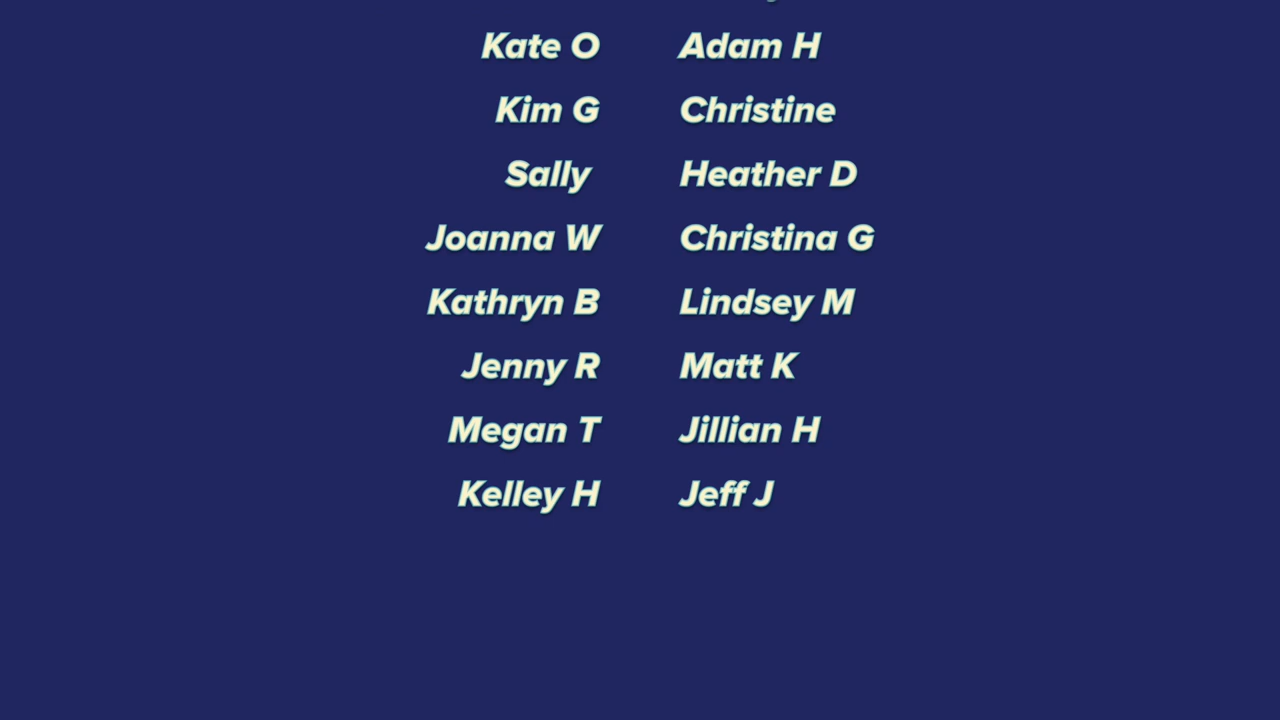 Kate O Adam H
Kim G Christine
Sally Heather D
Joanna W Christina G
Kathryn B Lindsey M
Jenny R Matt K
Megan T Jillian H
Kelley H Jeff J